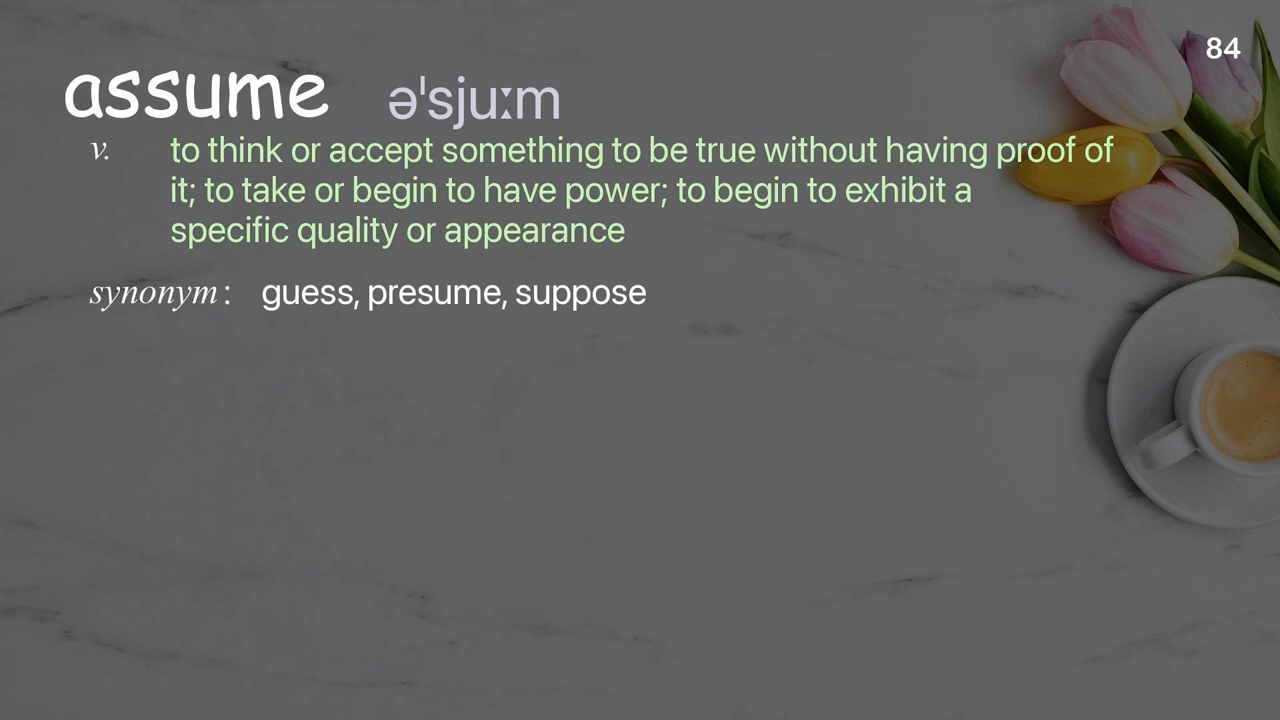 84
assume əˈsjuːm
v. to think or accept something to be true without having proof of
it; to take or begin to have power; to begin to exhibit a
specific quality or appearance
synonym : guess, presume, suppose